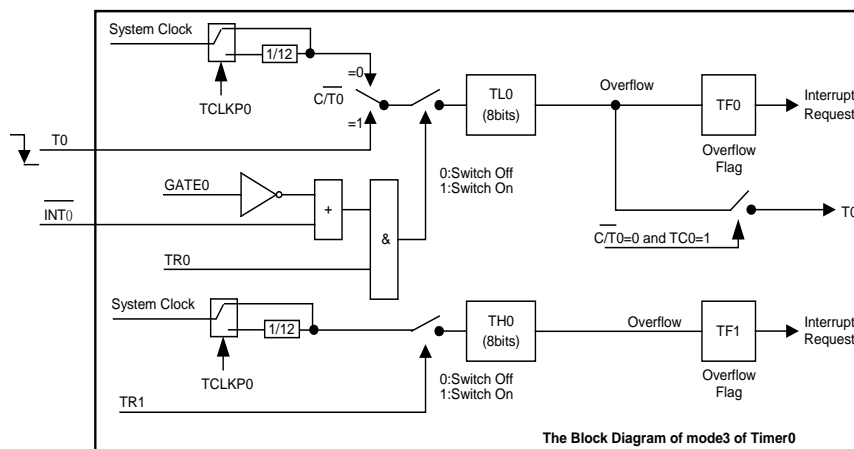 System Clock
1/12
TCLKP0
=0
C/T0
=1
T0
GATE0
INT0
+
&
TR0
TL0
(8bits)
0:Switch Off
1:Switch On
Overflow
TF0
Overflow
Flag
Interrupt
Request
T0
C/T0=0 and TC0=1
System Clock
1/12
TCLKP0
TR1
TH0
(8bits)
0:Switch Off
1:Switch On
Overflow
TF1
Overflow
Flag
Interrupt
Request
The Block Diagram of mode3 of Timer0